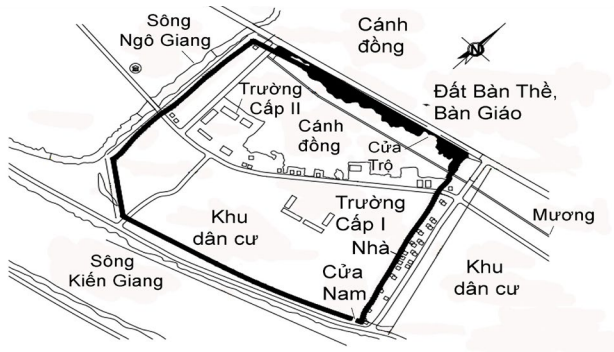 Sông
Ngô Giang
Cánh
đồng
N
Đất Bàn Thề,
Bàn Giáo
Trường
Cấp II
Cánh
đồng
Cửa
Trộ
Trường
Cấp I
Mương
Khu
dân cư
Nhà
Sông
Kiến Giang
Cửa
Nam
Khu
dân cư